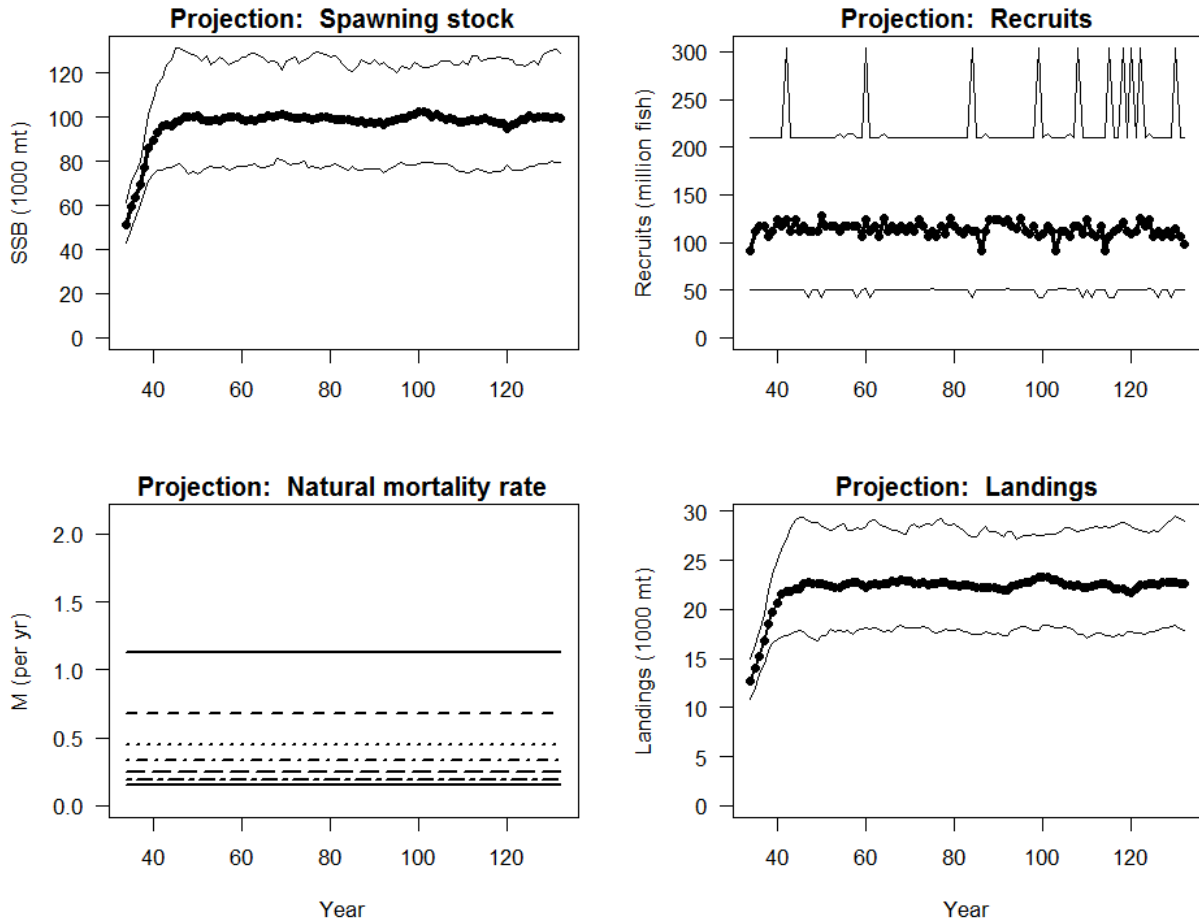 Projection:  Spawning stock
SSB (1000 mt)
120
100
80
60
40
20
0
40 60 80 100 120
Projection:  Recruits
Recruits (million fish)
300
250
200
150
100
50
0
40 60 80 100 120
Projection:  Natural mortality rate
M (per yr)
2.0
1.5
1.0
0.5
0.0
40 60 80 100 120
Year
Projection:  Landings
Landings (1000 mt)
30
25
20
15
10
5
0
40 60 80 100 120
Year